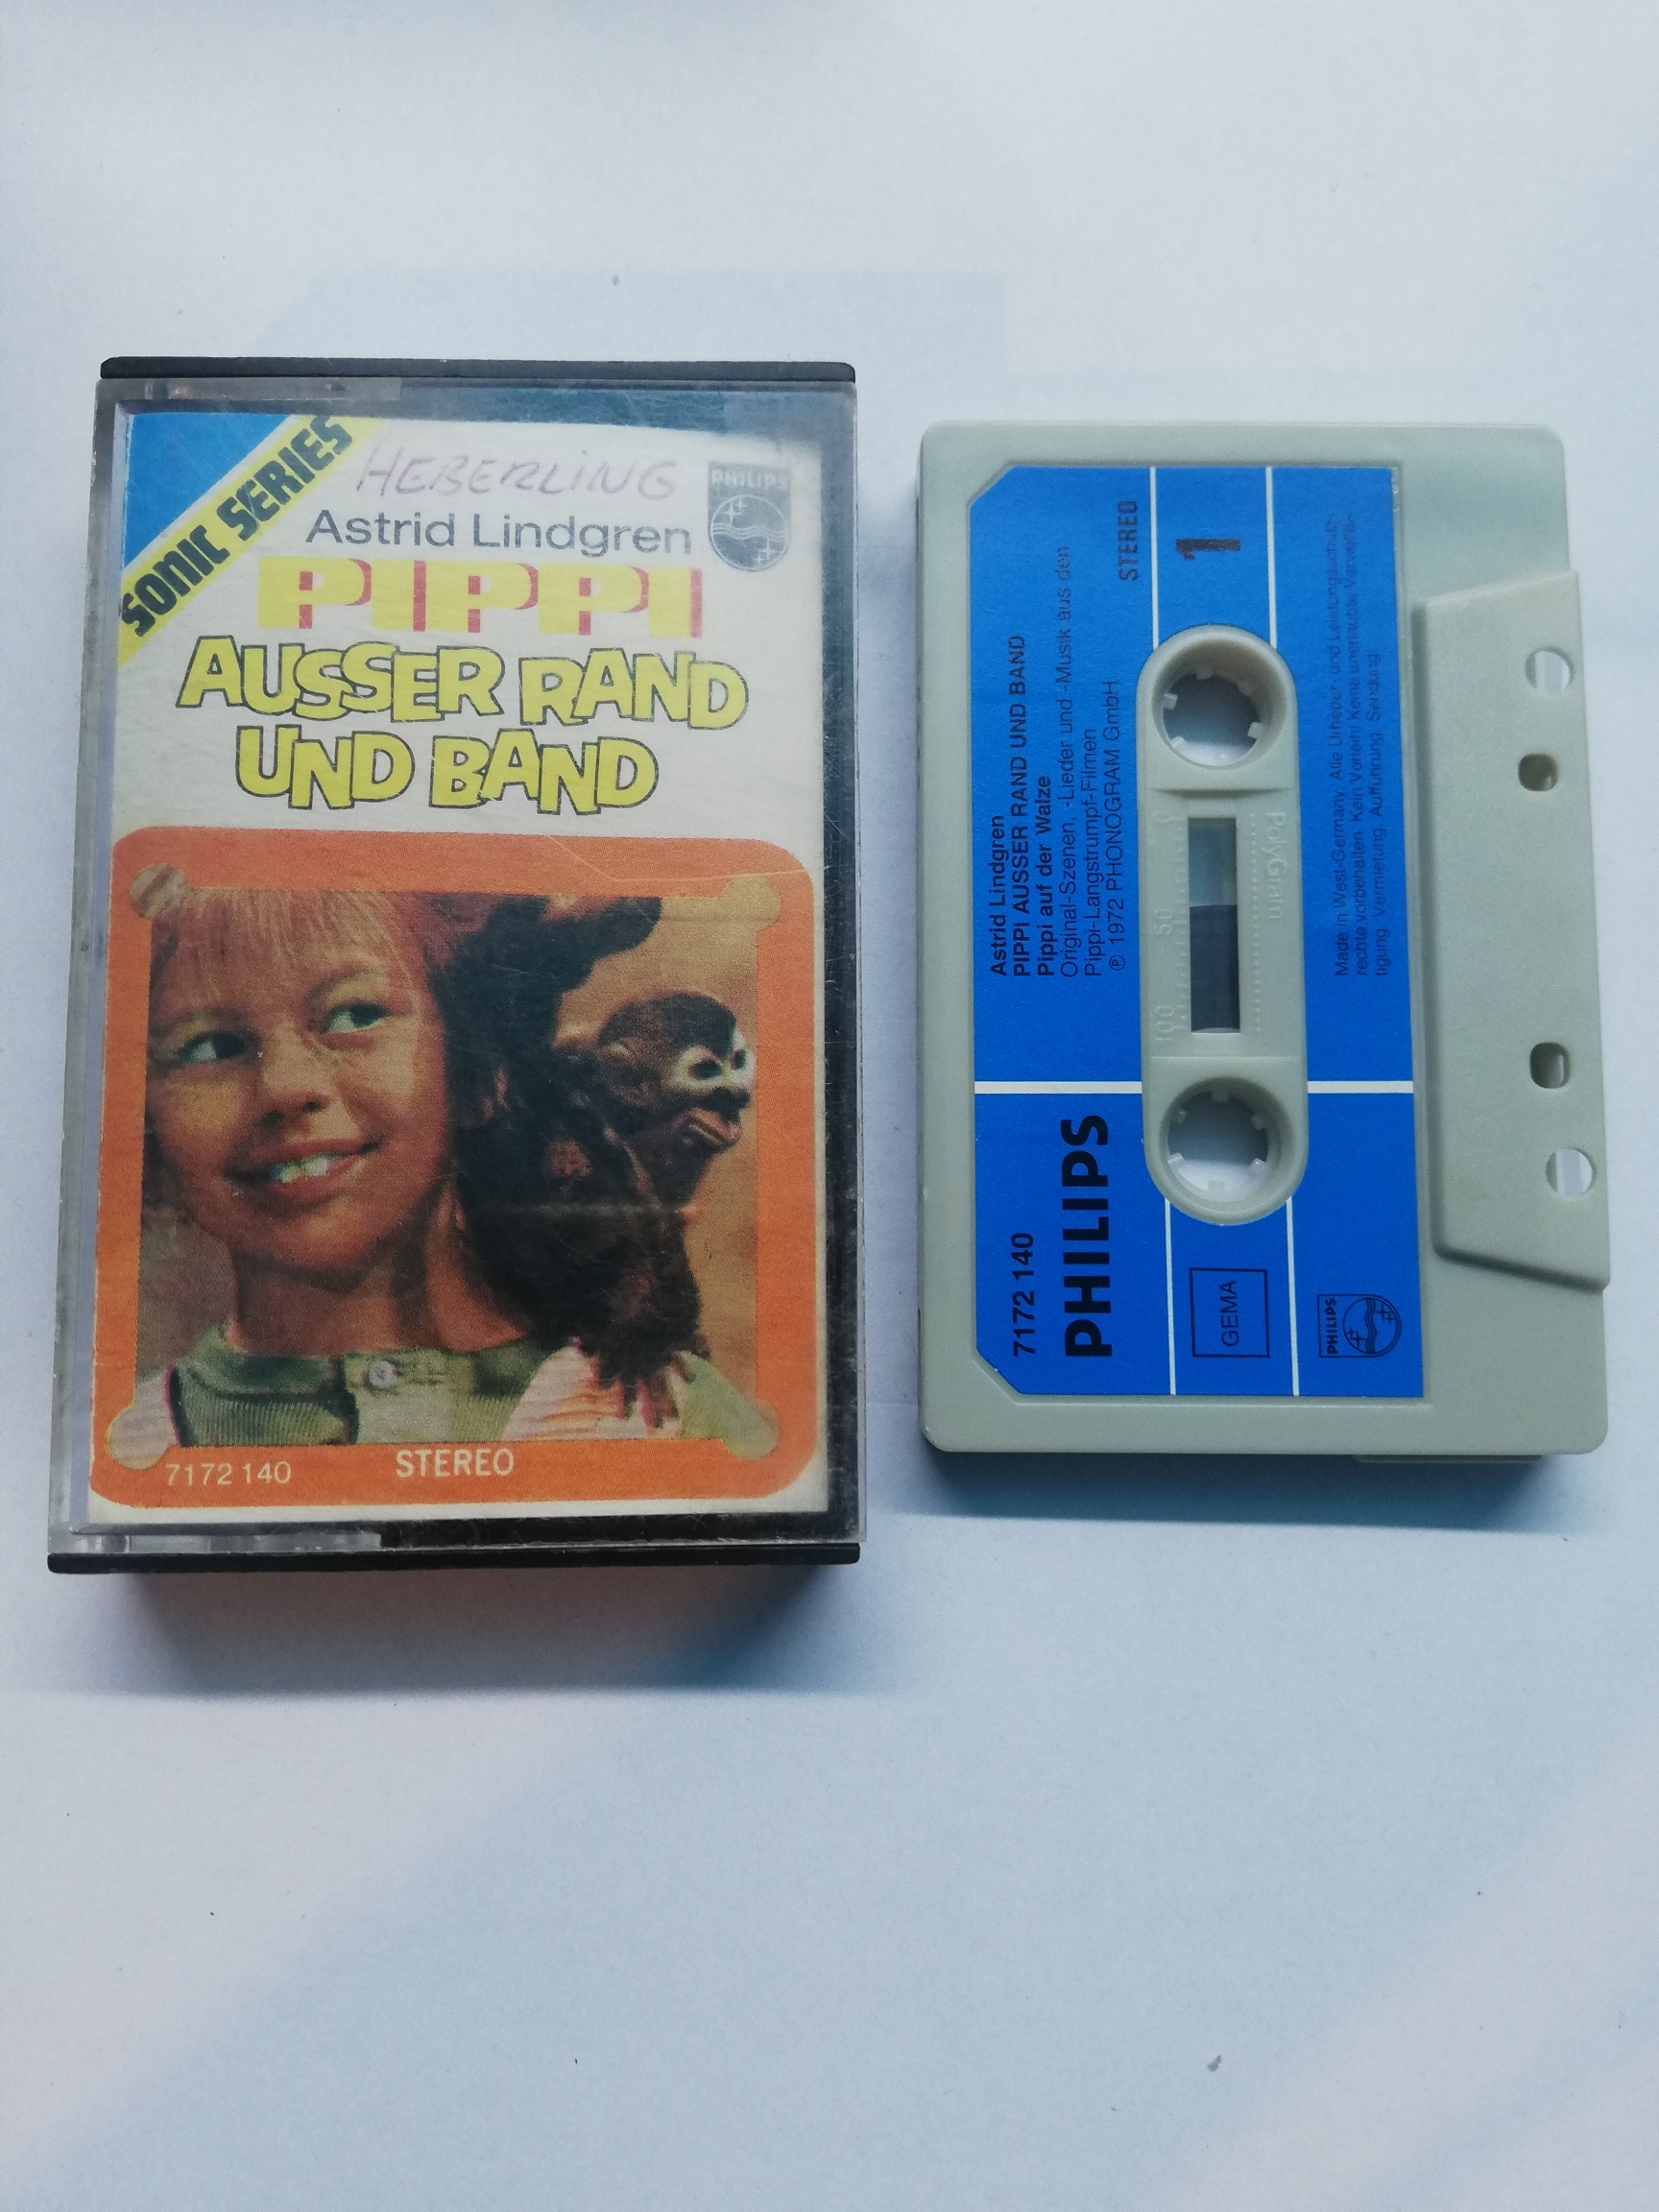 SONIC SERIES
HEBERLING
PHILIPS
Astrid Lindgren
PIPPI
AUSSER RAND
UND BAND
7172 140
STEREO
Astrid Lindgren
PIPPI AUSSER RAND UND BAND
Pippi auf der Walze
Original-Szenen, -Lieder und -Musik aus den
Pippi-Langstrumpf-Filmen
℗ 1972 PHONOGRAM GmbH
STEREO
1
7172 140
PHILIPS
GEMA
PHILIPS
100 50 0
PolyGram
Made in West-Germany. Alle Urheber- und Leistungsschutz-
rechte vorbehalten. Kein Verleih! Keine unerlaubte Vervielfäl-
tigung, Vermietung, Aufführung, Sendung!